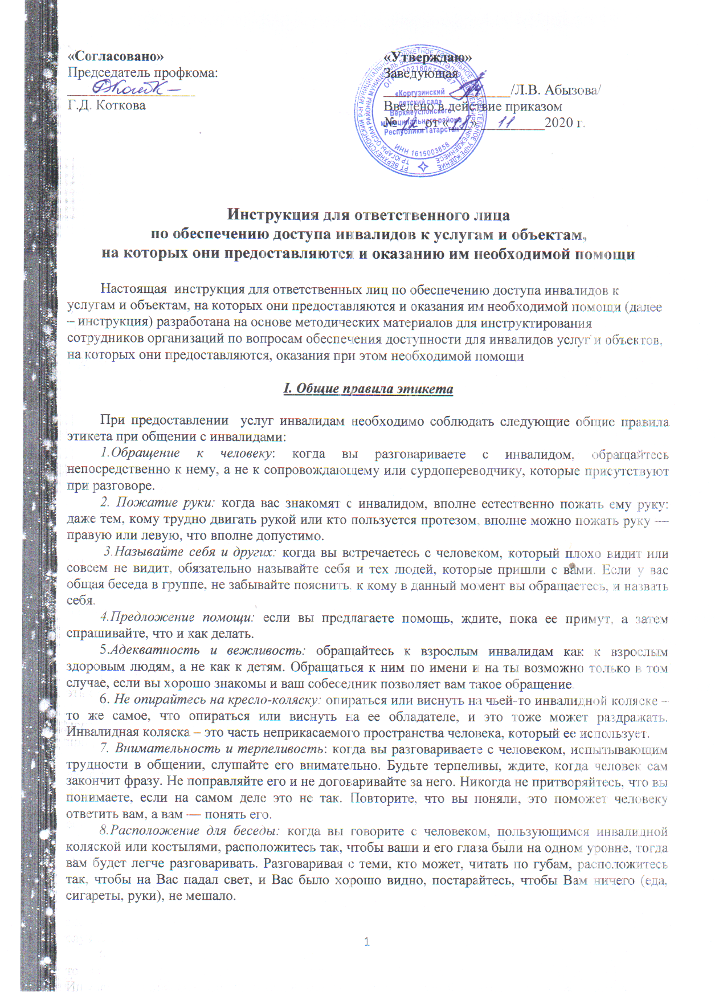 «Согласовано»
Председатель профкома:
Г.Д. Коткова
«Утверждаю»
Заведующая
/Л.В. Абызова/
Введено в действие приказом
№ 12 от «11» 11 2020 г.
«Коргузинский
детский сад»
Верхнеуслонского
муниципального района
Республики Татарстан
ИНН 1615003858
Инструкция для ответственного лица
по обеспечению доступа инвалидов к услугам и объектам,
на которых они предоставляются и оказанию им необходимой помощи
Настоящая инструкция для ответственных лиц по обеспечению доступа инвалидов к
услугам и объектам, на которых они предоставляются и оказания им необходимой помощи (далее
– инструкция) разработана на основе методических материалов для инструктирования
сотрудников организаций по вопросам обеспечения доступности для инвалидов услуг и объектов,
на которых они предоставляются, оказания при этом необходимой помощи
I. Общие правила этикета
При предоставлении услуг инвалидам необходимо соблюдать следующие общие правила
этикета при общении с инвалидами:
1.Обращение к человеку: когда вы разговариваете с инвалидом, обращайтесь
непосредственно к нему, а не к сопровождающему или сурдопереводчику, которые присутствуют
при разговоре.
2. Пожатие руки: когда вас знакомят с инвалидом, вполне естественно пожать ему руку:
даже тем, кому трудно двигать рукой или кто пользуется протезом, вполне можно пожать руку —
правую или левую, что вполне допустимо.
3.Называйте себя и других: когда вы встречаетесь с человеком, который плохо видит или
совсем не видит, обязательно называйте себя и тех людей, которые пришли с вами. Если у вас
общая беседа в группе, не забывайте пояснить, к кому в данный момент вы обращаетесь, и назвать
себя.
4.Предложение помощи: если вы предлагаете помощь, ждите, пока ее примут, а затем
спрашивайте, что и как делать.
5.Адекватность и вежливость: обращайтесь к взрослым инвалидам как к взрослым
здоровым людям, а не как к детям. Обращаться к ним по имени и на ты возможно только в том
случае, если вы хорошо знакомы и ваш собеседник позволяет вам такое обращение.
6. Не опирайтесь на кресло-коляску: опираться или виснуть на чьей-то инвалидной коляске –
то же самое, что опираться или виснуть на ее обладателе, и это тоже может раздражать.
Инвалидная коляска – это часть неприкасаемого пространства человека, который ее использует.
7. Внимательность и терпеливость: когда вы разговариваете с человеком, испытывающим
трудности в общении, слушайте его внимательно. Будьте терпеливы, ждите, когда человек сам
закончит фразу. Не поправляйте его и не договаривайте за него. Никогда не притворяйтесь, что вы
понимаете, если на самом деле это не так. Повторите, что вы поняли, это поможет человеку
ответить вам, а вам — понять его.
8.Расположение для беседы: когда вы говорите с человеком, пользующимся инвалидной
коляской или костылями, расположитесь так, чтобы ваши и его глаза были на одном уровне, тогда
вам будет легче разговаривать. Разговаривая с теми, кто может, читать по губам, расположитесь
так, чтобы на Вас падал свет, и Вас было хорошо видно, постарайтесь, чтобы Вам ничего (еда,
сигареты, руки), не мешало.
1